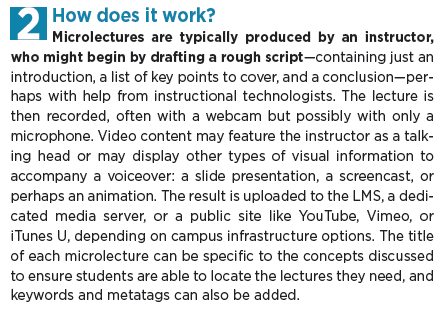 2 How does it work?
Microlectures are typically produced by an instructor,
who might begin by drafting a rough script—containing just an
introduction, a list of key points to cover, and a conclusion—per-
haps with help from instructional technologists. The lecture is
then recorded, often with a webcam but possibly with only a
microphone. Video content may feature the instructor as a talk-
ing head or may display other types of visual information to
accompany a voiceover: a slide presentation, a screencast, or
perhaps an animation. The result is uploaded to the LMS, a dedi-
cated media server, or a public site like YouTube, Vimeo, or
iTunes U, depending on campus infrastructure options. The title
of each microlecture can be specific to the concepts discussed
to ensure students are able to locate the lectures they need, and
keywords and metatags can also be added.